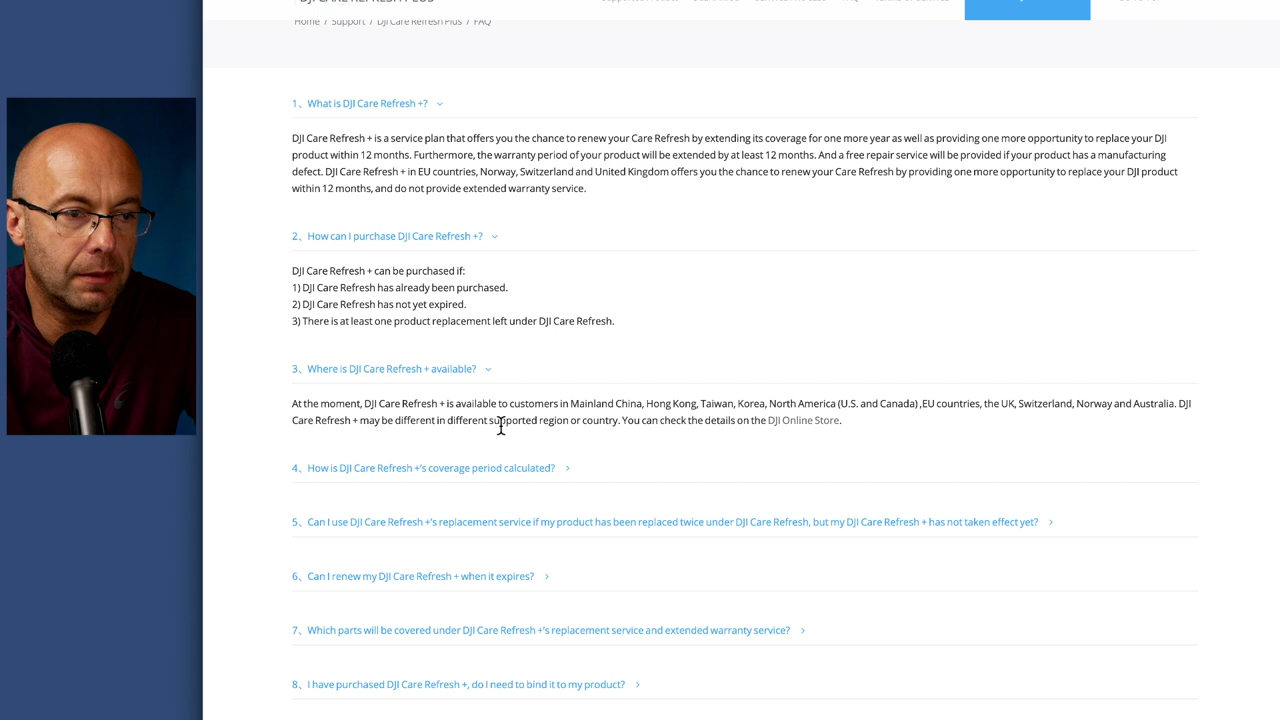 DJI CARE REFRESH PLUS
Home / Support / DJI Care Refresh Plus / FAQ
1、What is DJI Care Refresh +?
DJI Care Refresh + is a service plan that offers you the chance to renew your Care Refresh by extending its coverage for one more year as well as providing one more opportunity to replace your DJI
product within 12 months. Furthermore, the warranty period of your product will be extended by at least 12 months. And a free repair service will be provided if your product has a manufacturing
defect. DJI Care Refresh + in EU countries, Norway, Switzerland and United Kingdom offers you the chance to renew your Care Refresh by providing one more opportunity to replace your DJI product
within 12 months, and do not provide extended warranty service.
2、How can I purchase DJI Care Refresh +?
DJI Care Refresh + can be purchased if:
1) DJI Care Refresh has already been purchased.
2) DJI Care Refresh has not yet expired.
3) There is at least one product replacement left under DJI Care Refresh.
3、Where is DJI Care Refresh + available?
At the moment, DJI Care Refresh + is available to customers in Mainland China, Hong Kong, Taiwan, Korea, North America (U.S. and Canada) ,EU countries, the UK, Switzerland, Norway and Australia. DJI
Care Refresh + may be different in different supported region or country. You can check the details on the DJI Online Store.
4、How is DJI Care Refresh +'s coverage period calculated?
5、Can I use DJI Care Refresh +'s replacement service if my product has been replaced twice under DJI Care Refresh, but my DJI Care Refresh + has not taken effect yet?
6、Can I renew my DJI Care Refresh + when it expires?
7、Which parts will be covered under DJI Care Refresh +'s replacement service and extended warranty service?
8、I have purchased DJI Care Refresh +, do I need to bind it to my product?